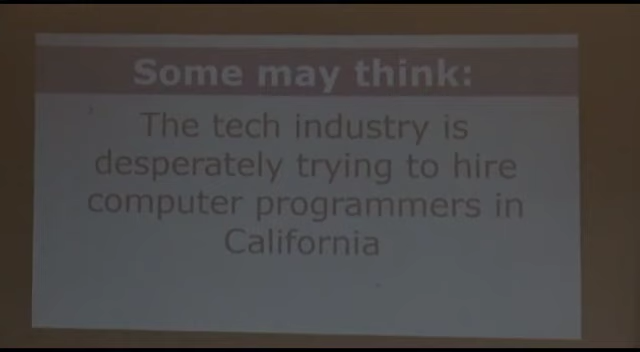 Some may think:
The tech industry is
desperately trying to hire
computer programmers in
California